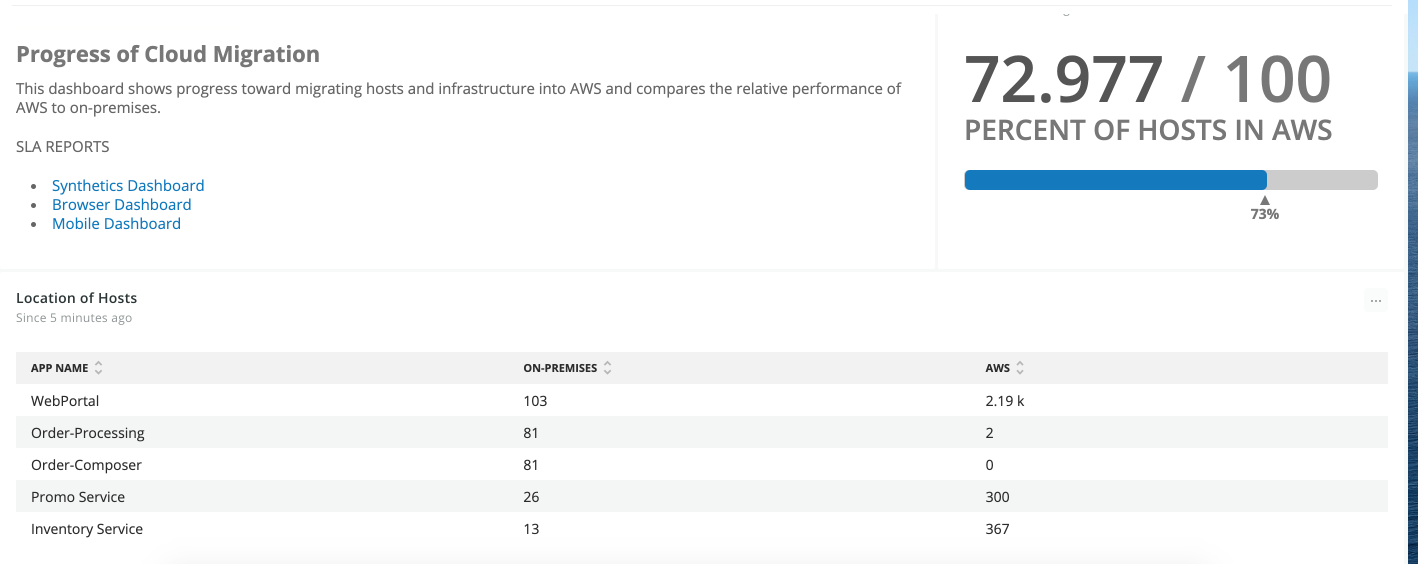 Progress of Cloud Migration
This dashboard shows progress toward migrating hosts and infrastructure into AWS and compares the relative performance of
AWS to on-premises.
SLA REPORTS
• Synthetics Dashboard
• Browser Dashboard
• Mobile Dashboard
72.977 / 100
PERCENT OF HOSTS IN AWS
73%
Location of Hosts
Since 5 minutes ago
APP NAME ON-PREMISES AWS
WebPortal 103 2.19 k
Order-Processing 81 2
Order-Composer 81 0
Promo Service 26 300
Inventory Service 13 367